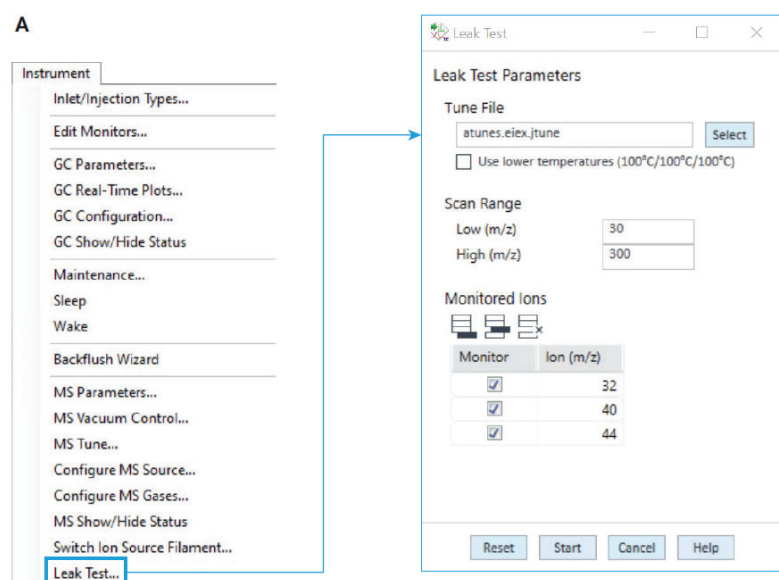 A
Instrument
Inlet/Injection Types...
Edit Monitors...
GC Parameters...
GC Real-Time Plots...
GC Configuration...
GC Show/Hide Status
Maintenance...
Sleep
Wake
Backflush Wizard
MS Parameters...
MS Vacuum Control...
MS Tune...
Configure MS Source...
Configure MS Gases...
MS Show/Hide Status
Switch Ion Source Filament...
Leak Test...
Leak Test
Leak Test Parameters
Tune File
atunes.eiex.jtune Select
Use lower temperatures (100°C/100°C/100°C)
Scan Range
Low (m/z) 30
High (m/z) 300
Monitored Ions
Monitor Ion (m/z)
32
40
44
Reset Start Cancel Help